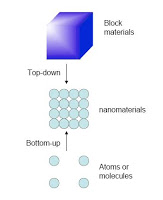 Block
materials
Top-down
nanomaterials
Bottom-up
Atoms or
molecules